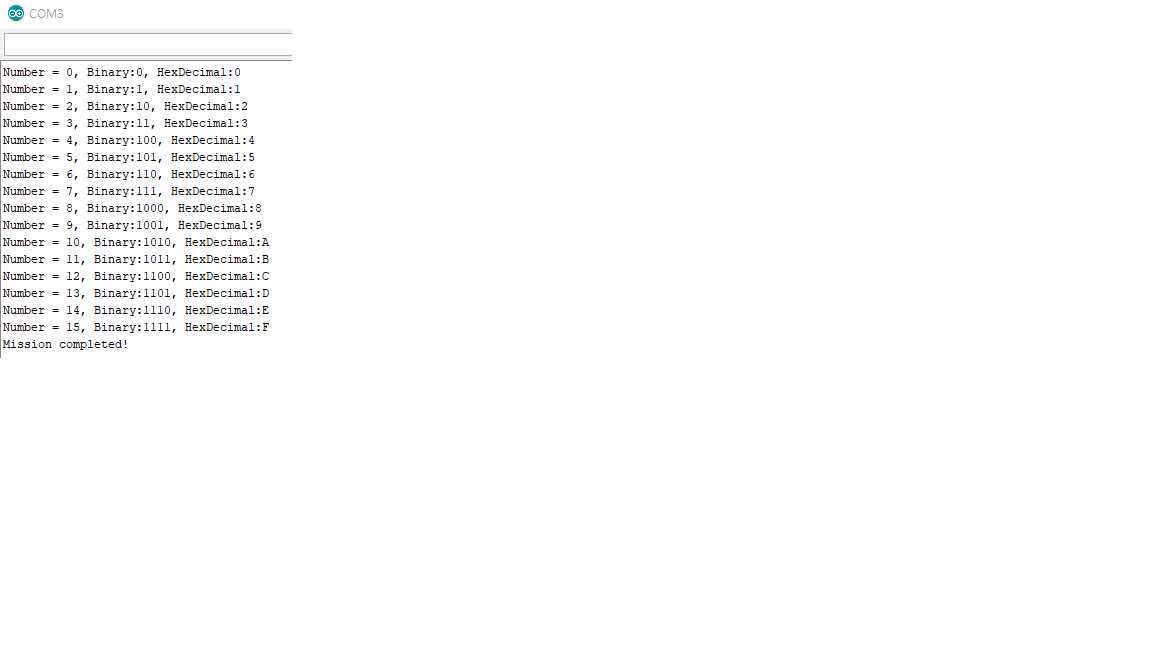 COM3
Number = 0, Binary:0, HexDecimal:0
Number = 1, Binary:1, HexDecimal:1
Number = 2, Binary:10, HexDecimal:2
Number = 3, Binary:11, HexDecimal:3
Number = 4, Binary:100, HexDecimal:4
Number = 5, Binary:101, HexDecimal:5
Number = 6, Binary:110, HexDecimal:6
Number = 7, Binary:111, HexDecimal:7
Number = 8, Binary:1000, HexDecimal:8
Number = 9, Binary:1001, HexDecimal:9
Number = 10, Binary:1010, HexDecimal:A
Number = 11, Binary:1011, HexDecimal:B
Number = 12, Binary:1100, HexDecimal:C
Number = 13, Binary:1101, HexDecimal:D
Number = 14, Binary:1110, HexDecimal:E
Number = 15, Binary:1111, HexDecimal:F
Mission completed!